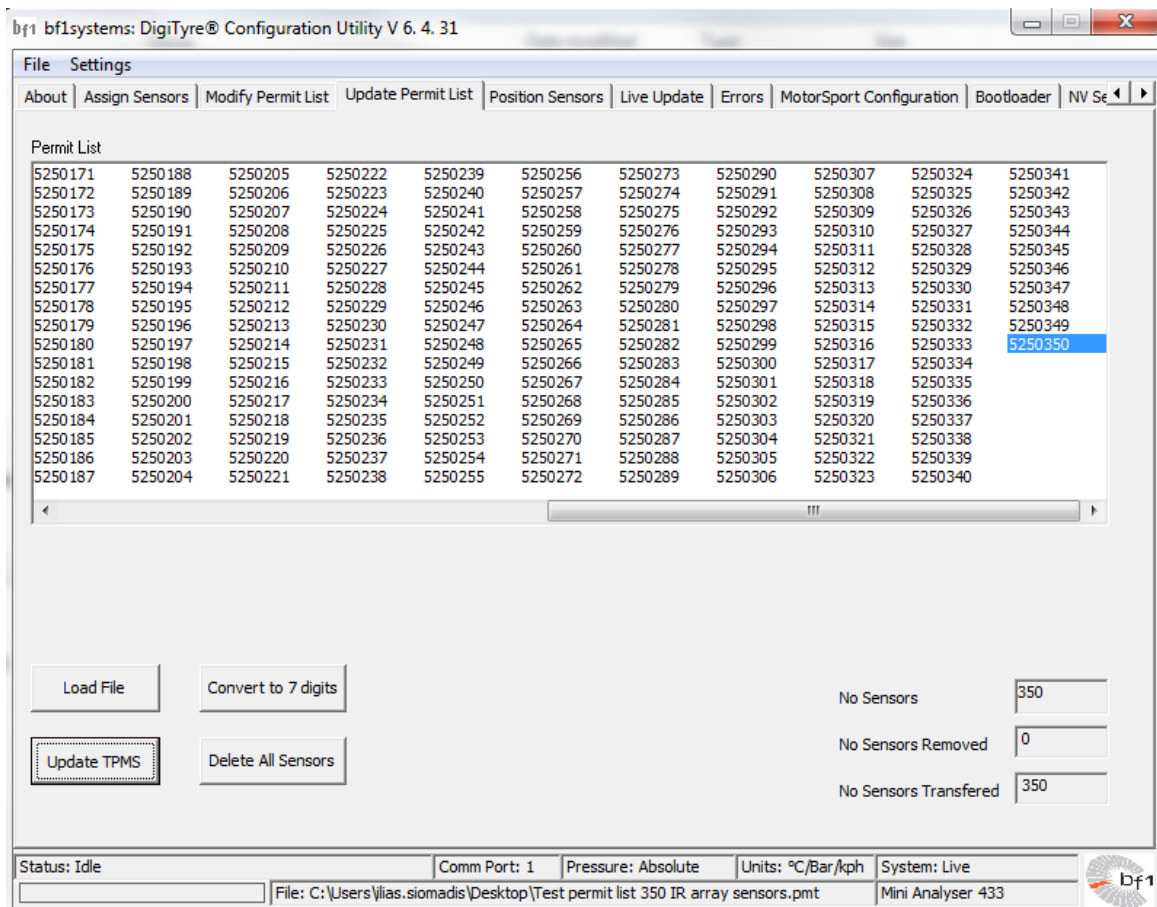 bf1 bf1systems: DigiTyre® Configuration Utility V 6. 4. 31
File Settings
About Assign Sensors Modify Permit List Update Permit List Position Sensors Live Update Errors MotorSport Configuration Bootloader NV Se
Permit List
5250171 5250188 5250205 5250222 5250239 5250256 5250273 5250290 5250307 5250324 5250341
5250172 5250189 5250206 5250223 5250240 5250257 5250274 5250291 5250308 5250325 5250342
5250173 5250190 5250207 5250224 5250241 5250258 5250275 5250292 5250309 5250326 5250343
5250174 5250191 5250208 5250225 5250242 5250259 5250276 5250293 5250310 5250327 5250344
5250175 5250192 5250209 5250226 5250243 5250260 5250277 5250294 5250311 5250328 5250345
5250176 5250193 5250210 5250227 5250244 5250261 5250278 5250295 5250312 5250329 5250346
5250177 5250194 5250211 5250228 5250245 5250262 5250279 5250296 5250313 5250330 5250347
5250178 5250195 5250212 5250229 5250246 5250263 5250280 5250297 5250314 5250331 5250348
5250179 5250196 5250213 5250230 5250247 5250264 5250281 5250298 5250315 5250332 5250349
5250180 5250197 5250214 5250231 5250248 5250265 5250282 5250299 5250316 5250333 5250350
5250181 5250198 5250215 5250232 5250249 5250266 5250283 5250300 5250317 5250334
5250182 5250199 5250216 5250233 5250250 5250267 5250284 5250301 5250318 5250335
5250183 5250200 5250217 5250234 5250251 5250268 5250285 5250302 5250319 5250336
5250184 5250201 5250218 5250235 5250252 5250269 5250286 5250303 5250320 5250337
5250185 5250202 5250219 5250236 5250253 5250270 5250287 5250304 5250321 5250338
5250186 5250203 5250220 5250237 5250254 5250271 5250288 5250305 5250322 5250339
5250187 5250204 5250221 5250238 5250255 5250272 5250289 5250306 5250323 5250340
Load File Convert to 7 digits
No Sensors 350
Update TPMS Delete All Sensors
No Sensors Removed 0
No Sensors Transfered 350
Status: Idle Comm Port: 1 Pressure: Absolute Units: °C/Bar/kph System: Live
File: C:\Users\ilias.siomadis\Desktop\Test permit list 350 IR array sensors.pmt Mini Analyser 433
bf1